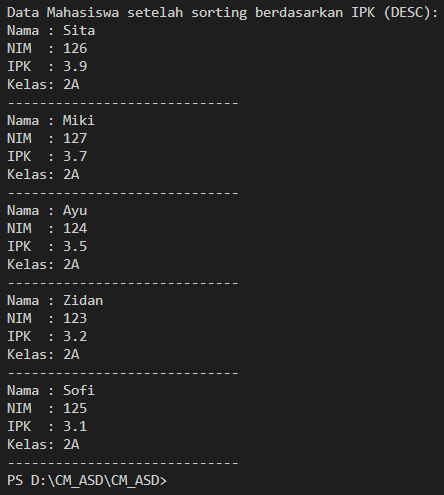 Data Mahasiswa setelah sorting berdasarkan IPK (DESC):
Nama : Sita
NIM  : 126
IPK  : 3.9
Kelas: 2A
-----------------------------
Nama : Miki
NIM  : 127
IPK  : 3.7
Kelas: 2A
-----------------------------
Nama : Ayu
NIM  : 124
IPK  : 3.5
Kelas: 2A
-----------------------------
Nama : Zidan
NIM  : 123
IPK  : 3.2
Kelas: 2A
-----------------------------
Nama : Sofi
NIM  : 125
IPK  : 3.1
Kelas: 2A
-----------------------------
PS D:\CM_ASD\CM_ASD>